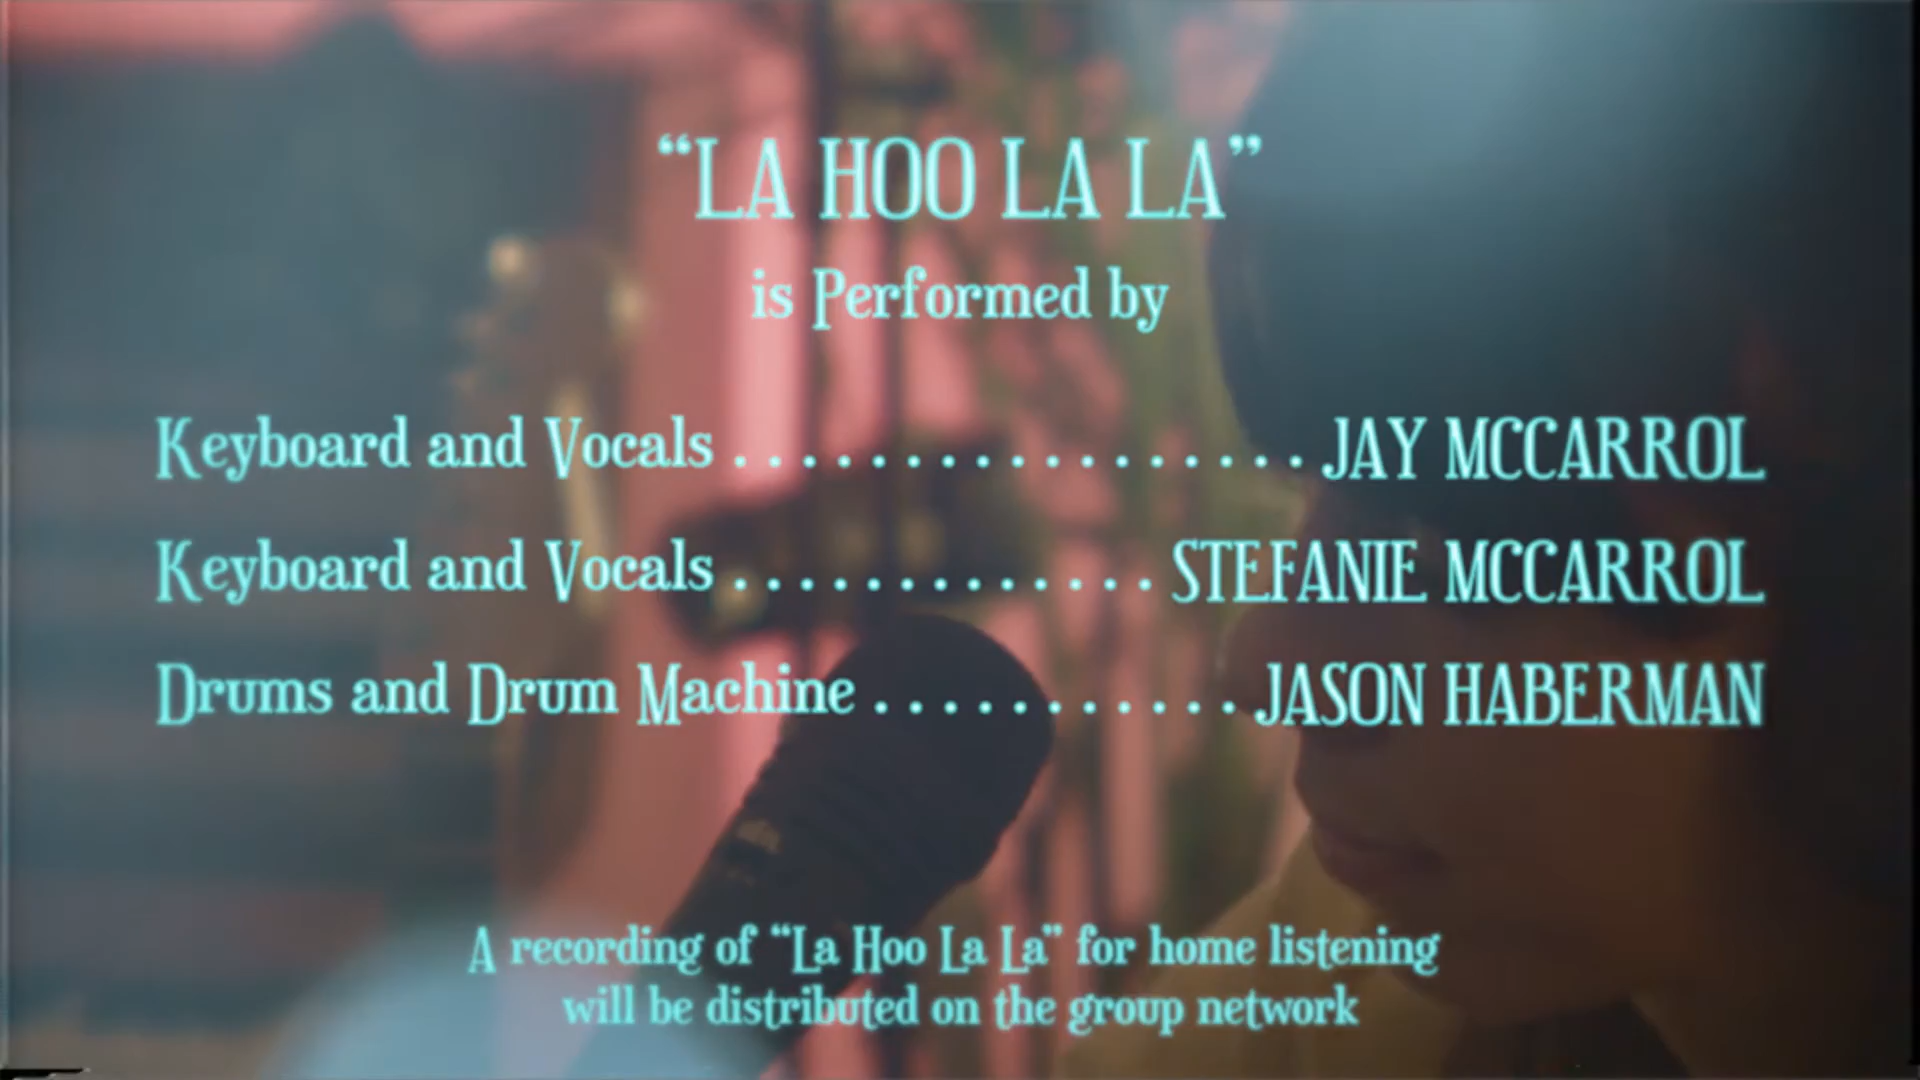 “LA HOO LA LA”
is Performed by
Keyboard and Vocals . . . . . . . . . . . . . . . . . JAY MCCARROL
Keyboard and Vocals . . . . . . . . . . . . . STEFANIE MCCARROL
Drums and Drum Machine . . . . . . . . . . . JASON HABERMAN
A recording of “La Hoo La La” for home listening
will be distributed on the group network